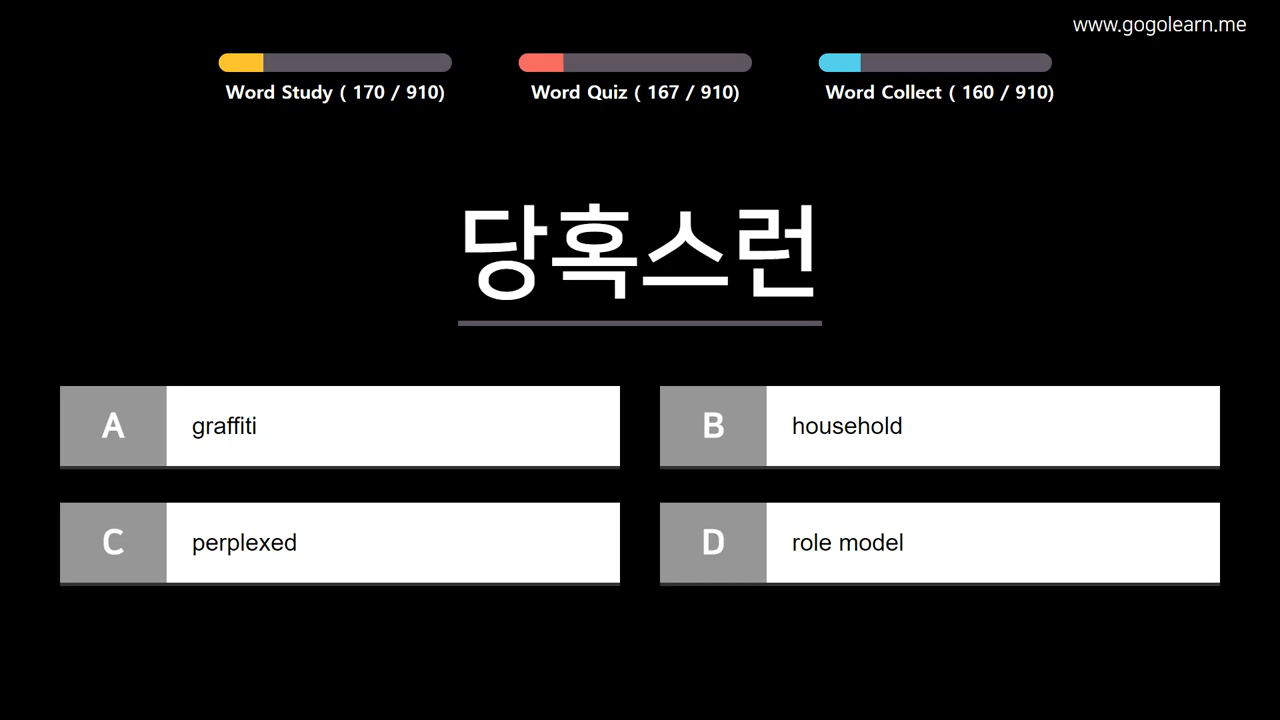 www.gogolearn.me
Word Study ( 170 / 910)
Word Quiz ( 167 / 910)
Word Collect ( 160 / 910)
당혹스런
A graffiti
B household
C perplexed
D role model